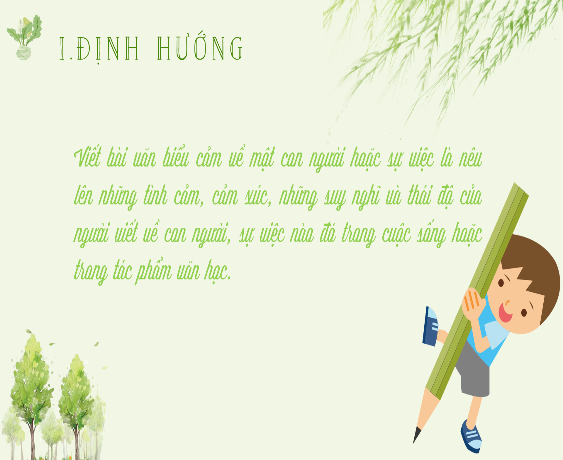 I.ĐỊNH HƯỚNG
Viết bài văn biểu cảm về một con người hoặc sự việc là nêu
lên những tình cảm, cảm xúc, những suy nghĩ và thái độ của
người viết về con người, sự việc nào đó trong cuộc sống hoặc
trong tác phẩm văn học.